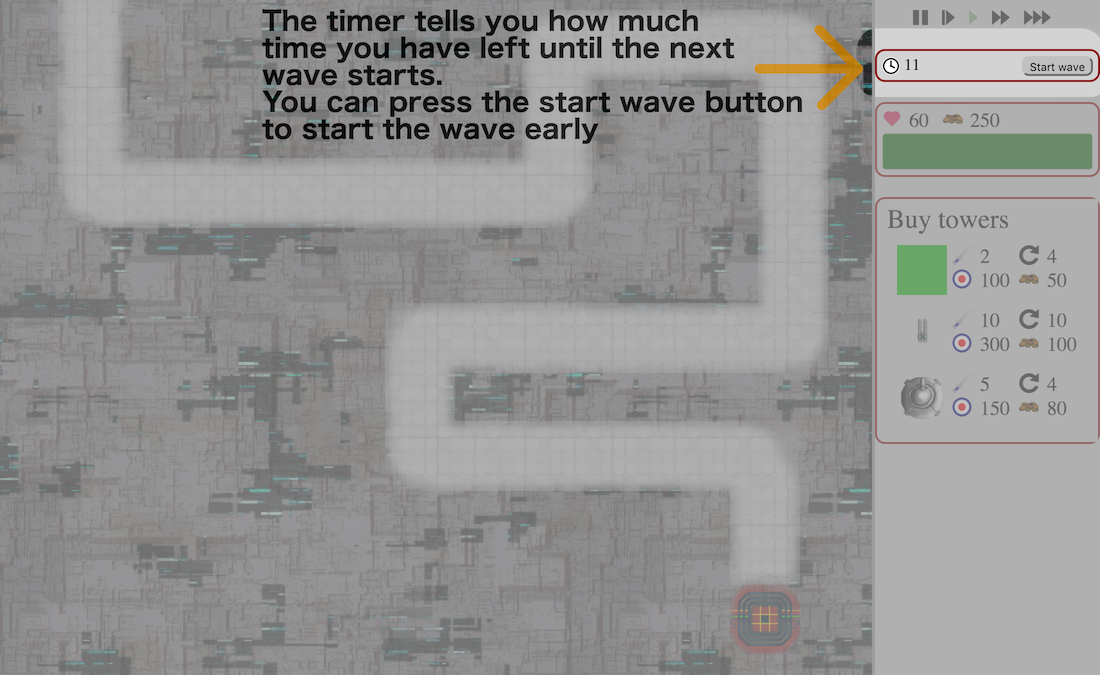 The timer tells you how much
time you have left until the next
wave starts.
You can press the start wave button
to start the wave early
11 Start wave
60 250
Buy towers
2 4
100 50
10 10
300 100
5 4
150 80